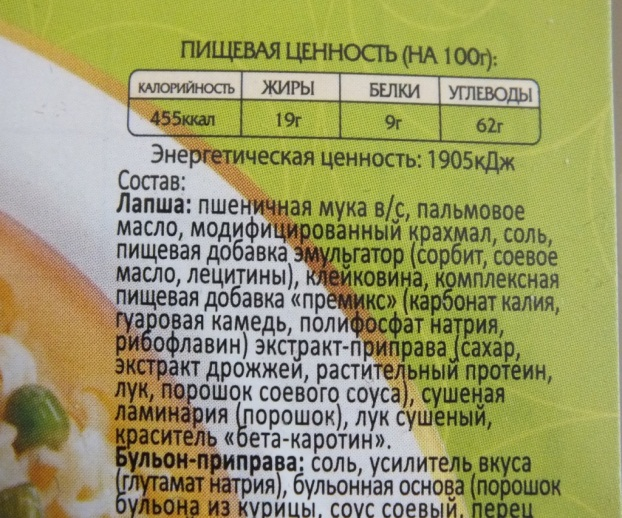 ПИЩЕВАЯ ЦЕННОСТЬ (НА 100г):
КАЛОРИЙНОСТЬ ЖИРЫ БЕЛКИ УГЛЕВОДЫ
455ккал 19г 9г 62г
Энергетическая ценность: 1905кДж
Состав:
Лапша: пшеничная мука в/с, пальмовое
масло, модифицированный крахмал, соль,
пищевая добавка эмульгатор (сорбит, соевое
масло, лецитины), клейковина, комплексная
пищевая добавка «премикс» (карбонат калия,
гуаровая камедь, полифосфат натрия,
рибофлавин) экстракт-приправа (сахар,
экстракт дрожжей, растительный протеин,
лук, порошок соевого соуса), сушеная
ламинария (порошок), лук сушеный,
краситель «бета-каротин».
Бульон-приправа: соль, усилитель вкуса
(глутамат натрия), бульонная основа (порошок
бульона из курицы, соус соевый, перец